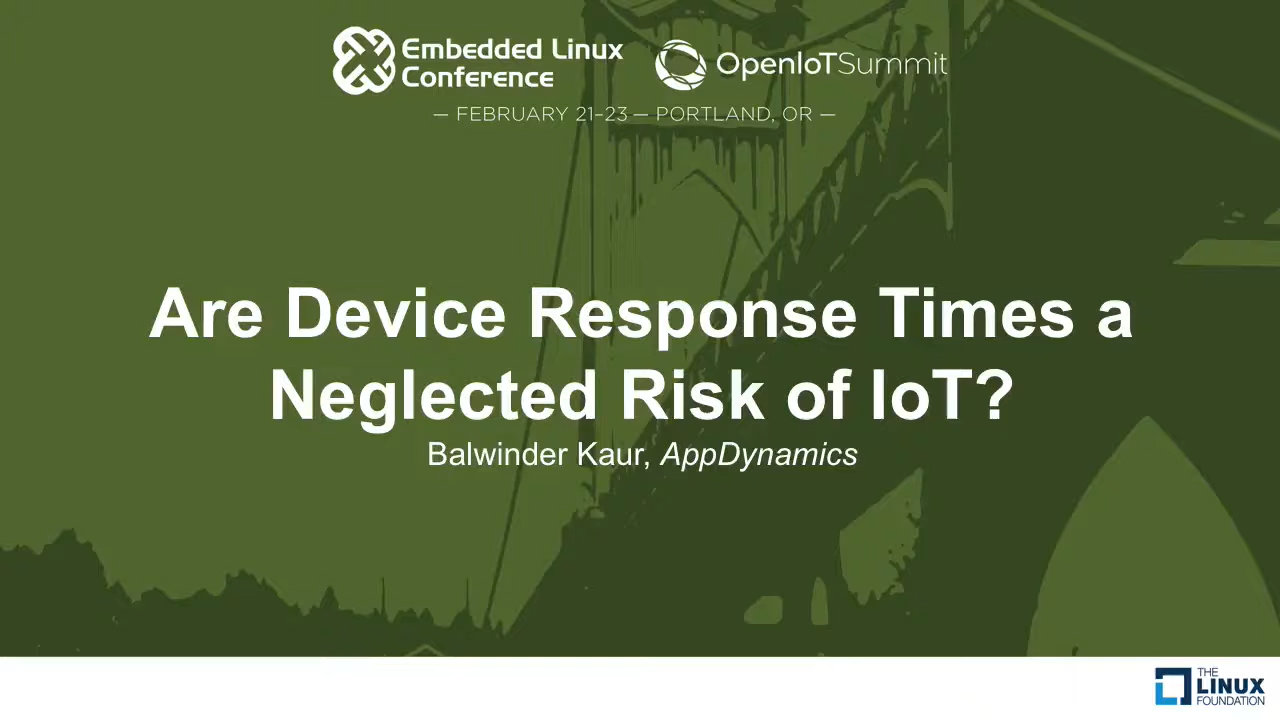 Embedded Linux
Conference
OpenIoTSummit
— FEBRUARY 21–23 — PORTLAND, OR —
Are Device Response Times a
Neglected Risk of IoT?
Balwinder Kaur, AppDynamics
THE
LINUX
FOUNDATION